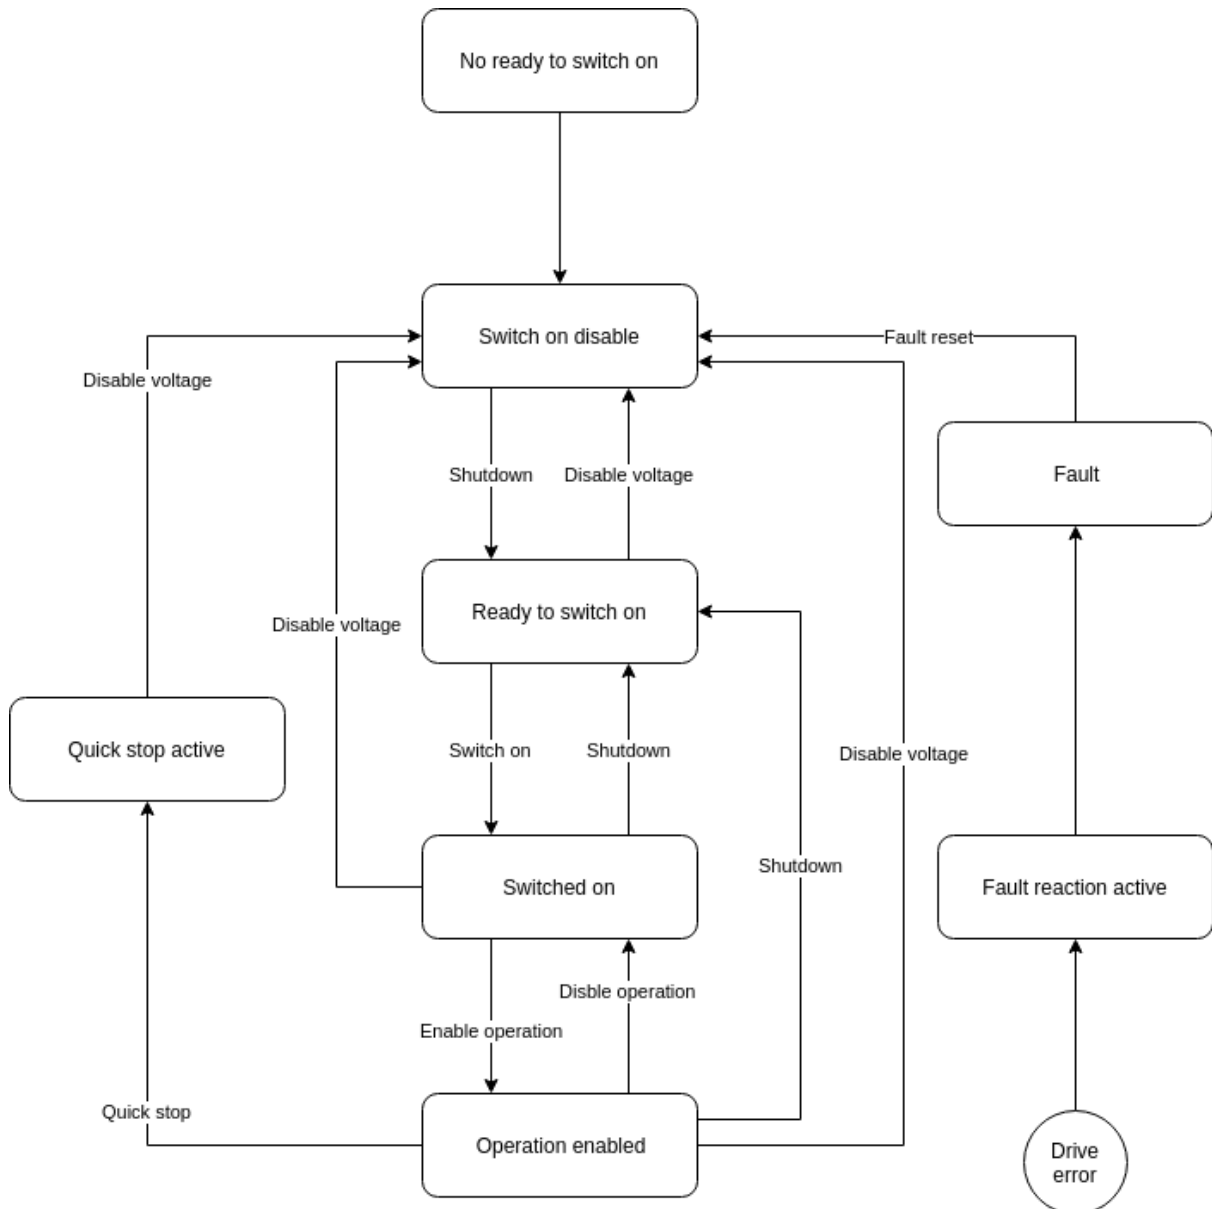 No ready to switch on
Switch on disable
Fault reset
Disable voltage
Shutdown
Disable voltage
Fault
Ready to switch on
Disable voltage
Quick stop active
Switch on
Shutdown
Disable voltage
Shutdown
Switched on
Fault reaction active
Disble operation
Enable operation
Quick stop
Operation enabled
Drive
error